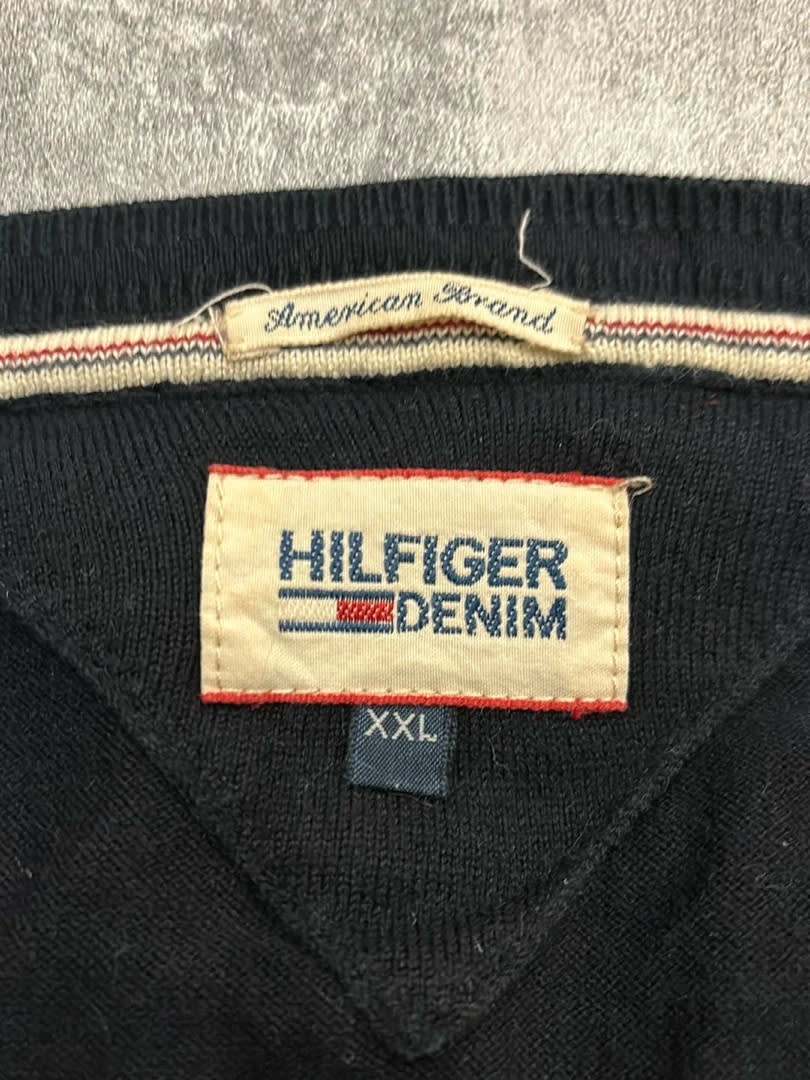 American Brand
HILFIGER
DENIM
XXL